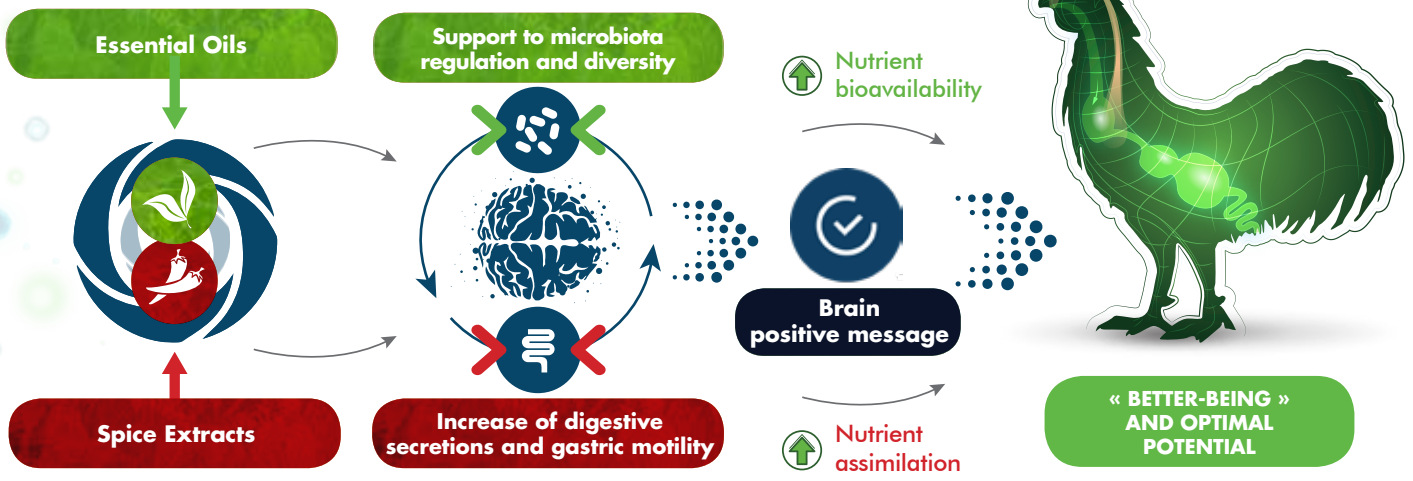 Essential Oils
Support to microbiota
regulation and diversity
Nutrient
bioavailability
Brain
positive message
Spice Extracts
Increase of digestive
secretions and gastric motility
Nutrient
assimilation
« BETTER-BEING »
AND OPTIMAL
POTENTIAL